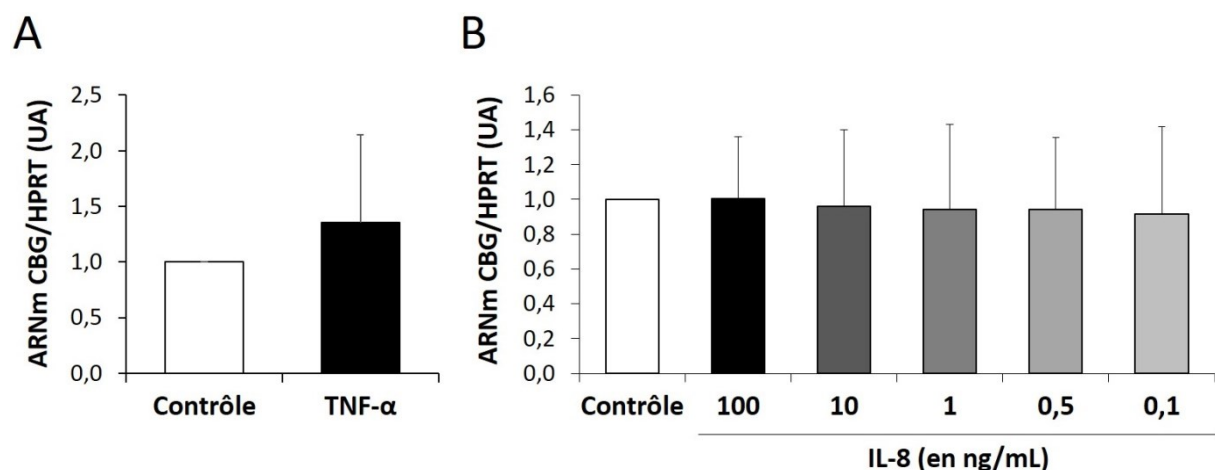 A
ARNm CBG/HPRT (UA)
2,5
2,0
1,5
1,0
0,5
0,0
Contrôle TNF-α
B
ARNm CBG/HPRT (UA)
1,6
1,4
1,2
1,0
0,8
0,6
0,4
0,2
0,0
Contrôle 100 10 1 0,5 0,1
IL-8 (en ng/mL)